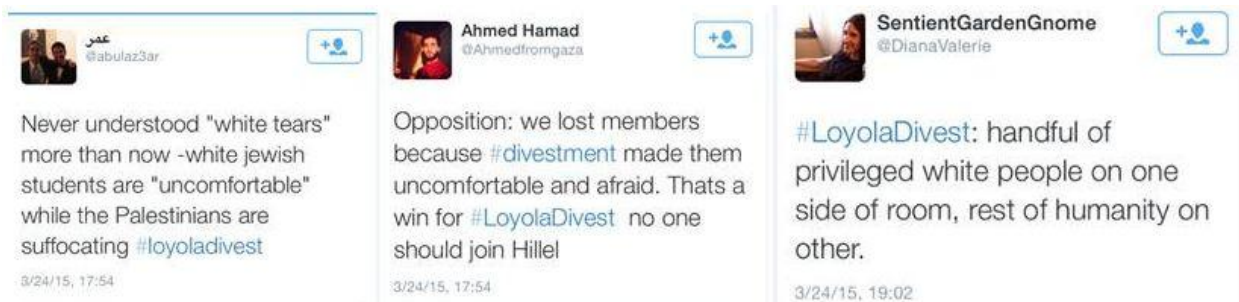 عمر
@abulaz3ar
Never understood "white tears"
more than now -white jewish
students are "uncomfortable"
while the Palestinians are
suffocating #loyoladivest
3/24/15, 17:54
Ahmed Hamad
@Ahmedfromgaza
Opposition: we lost members
because #divestment made them
uncomfortable and afraid. Thats a
win for #LoyolaDivest no one
should join Hillel
3/24/15, 17:54
SentientGardenGnome
@DianaValerie
#LoyolaDivest: handful of
privileged white people on one
side of room, rest of humanity on
other.
3/24/15, 19:02